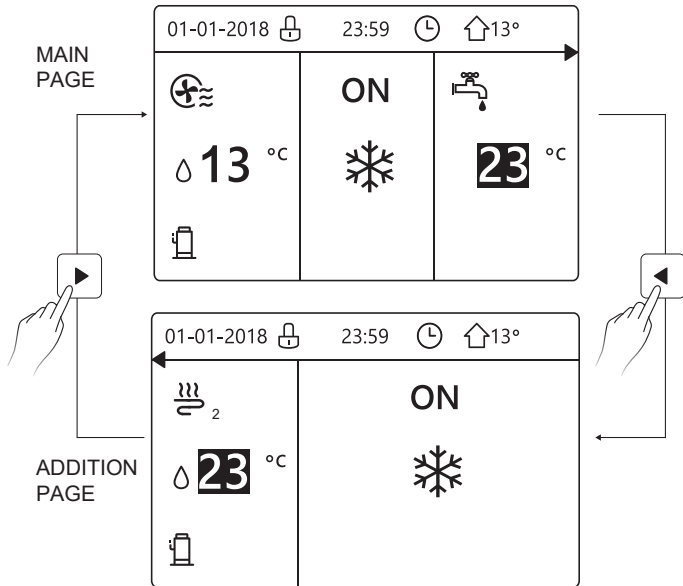 01-01-2018 23:59 13°
MAIN
PAGE
ON
13 °C
23 °C
01-01-2018 23:59 13°
2
ON
23 °C
ADDITION
PAGE